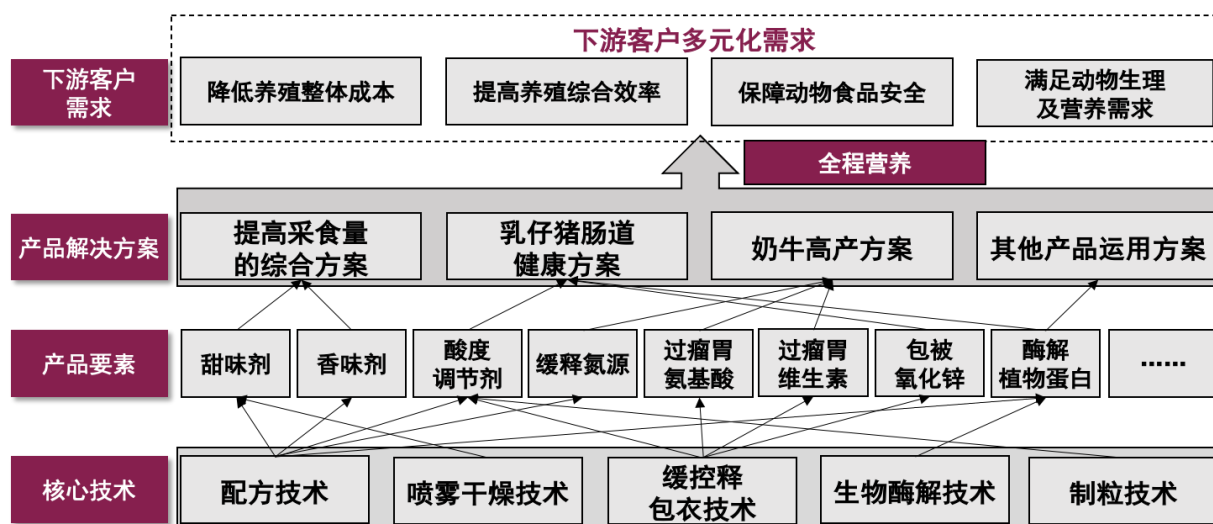 下游客户多元化需求
下游客户
需求
降低养殖整体成本
提高养殖综合效率
保障动物食品安全
满足动物生理
及营养需求
全程营养
产品解决方案
提高采食量
的综合方案
乳仔猪肠道
健康方案
奶牛高产方案
其他产品运用方案
产品要素
甜味剂
香味剂
酸度
调节剂
缓释氮源
过瘤胃
氨基酸
过瘤胃
维生素
包被
氧化锌
酶解
植物蛋白
……
核心技术
配方技术
喷雾干燥技术
缓控释
包衣技术
生物酶解技术
制粒技术